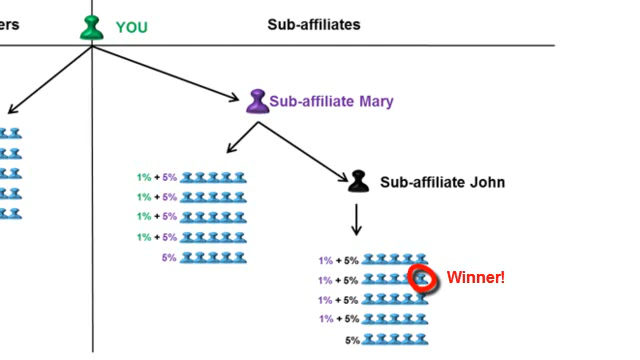 ers
YOU
Sub-affiliates
Sub-affiliate Mary
1% + 5%
1% + 5%
1% + 5%
1% + 5%
5%
Sub-affiliate John
1% + 5%
1% + 5%
1% + 5%
1% + 5%
5%
Winner!